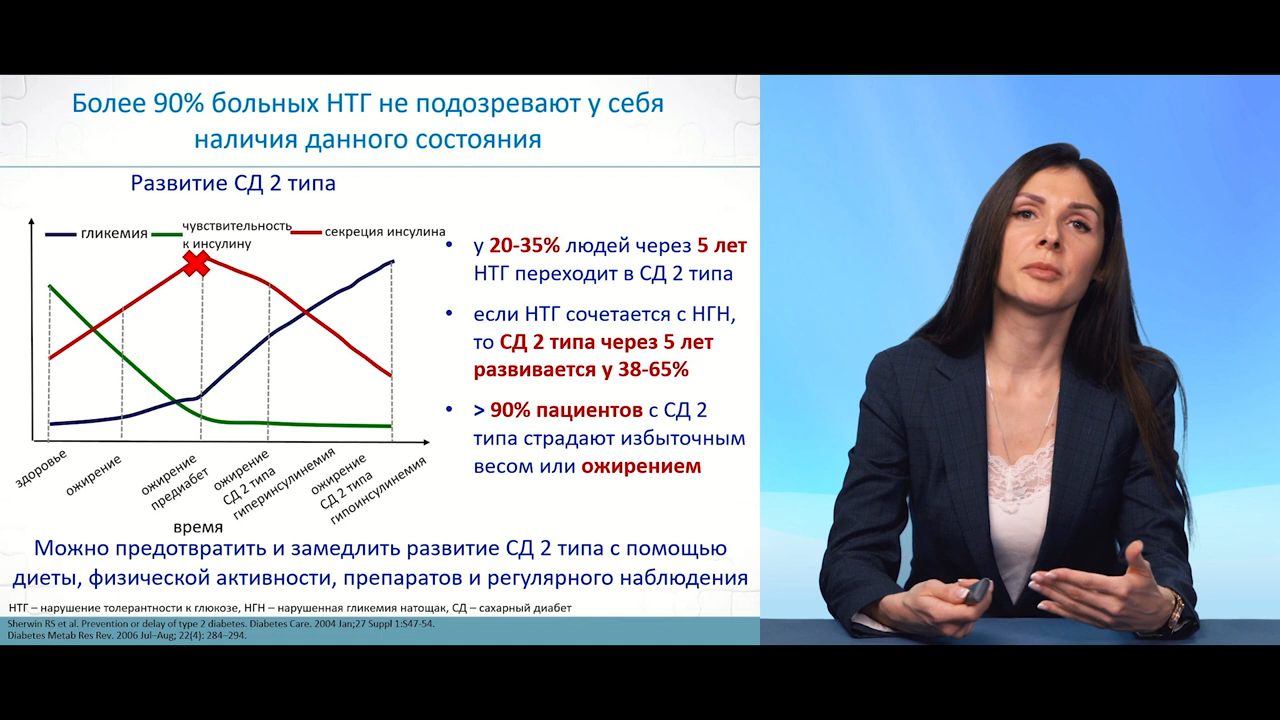 Более 90% больных НТГ не подозревают у себя
наличия данного состояния
Развитие СД 2 типа
гликемия
чувствительность
к инсулину
секреция инсулина
здоровье
ожирение
ожирение
предиабет
ожирение
СД 2 типа
гиперинсулинемия
ожирение
СД 2 типа
гипоинсулинемия
время
• у 20-35% людей через 5 лет
НТГ переходит в СД 2 типа
• если НТГ сочетается с НГН,
то СД 2 типа через 5 лет
развивается у 38-65%
• > 90% пациентов с СД 2
типа страдают избыточным
весом или ожирением
Можно предотвратить и замедлить развитие СД 2 типа с помощью
диеты, физической активности, препаратов и регулярного наблюдения
НТГ – нарушение толерантности к глюкозе, НГН – нарушенная гликемия натощак, СД – сахарный диабет
Sherwin RS et al. Prevention or delay of type 2 diabetes. Diabetes Care. 2004 Jan;27 Suppl 1:S47-54.
Diabetes Metab Res Rev. 2006 Jul–Aug; 22(4): 284–294.